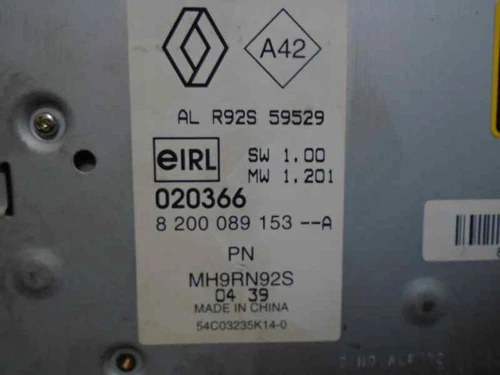 A42
AL R92S 59529
eIRL SW 1.00
MW 1.201
020366
8 200 089 153 --A
PN
MH9RN92S
04 39
MADE IN CHINA
54C03235K14-0